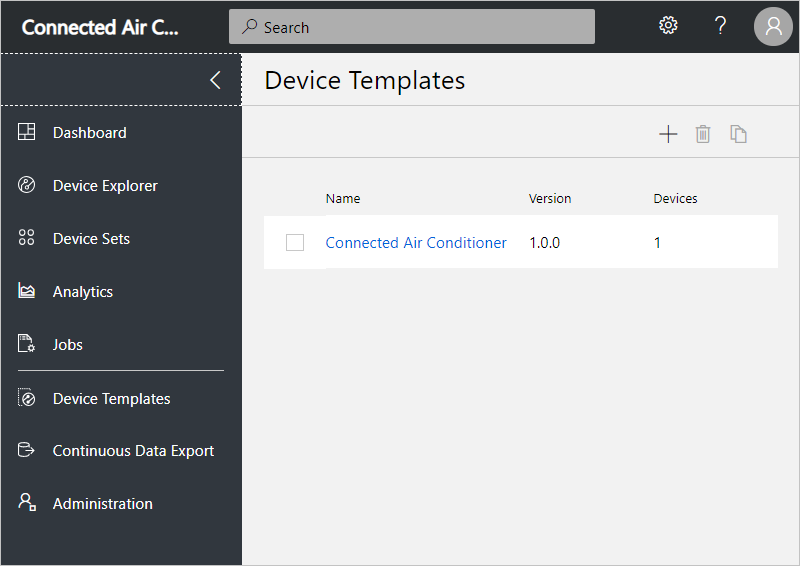 Connected Air C...
Search
?
Device Templates
Dashboard
Device Explorer
Device Sets
Analytics
Jobs
Device Templates
Continuous Data Export
Administration
Name Version Devices
Connected Air Conditioner 1.0.0 1